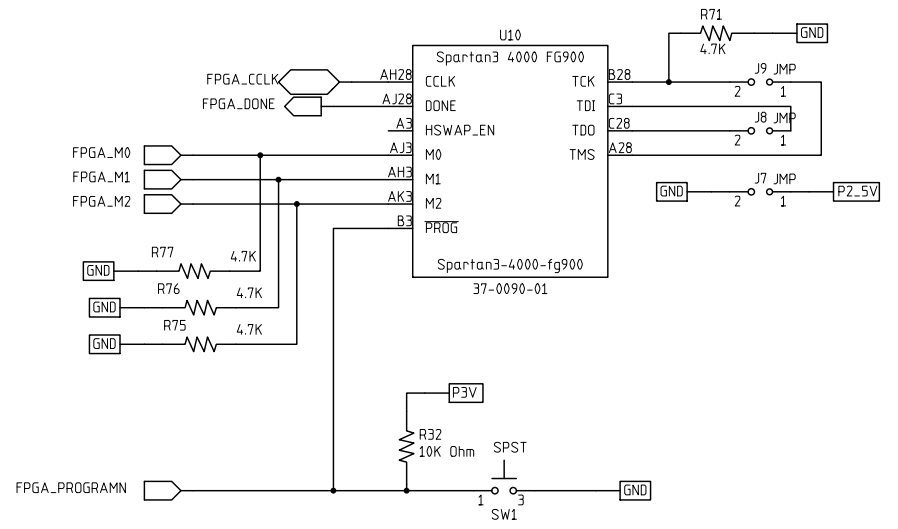 R71
GND
4.7K
U10
Spartan3 4000 FG900
FPGA_CCLK
AH28
CCLK
TCK
B28
J9 JMP
2
1
FPGA_DONE
AJ28
DONE
TDI
C3
A3
HSWAP_EN
TDO
C28
J8 JMP
2
1
FPGA_M0
AJ3
M0
TMS
A28
FPGA_M1
AH3
M1
FPGA_M2
AK3
M2
GND
J7 JMP
2
1
P2_5V
B3
PROG
R77
4.7K
GND
Spartan3-4000-fg900
37-0090-01
R76
4.7K
GND
R75
4.7K
GND
P3V
R32
10K Ohm
SPST
FPGA_PROGRAMN
1
3
GND
SW1